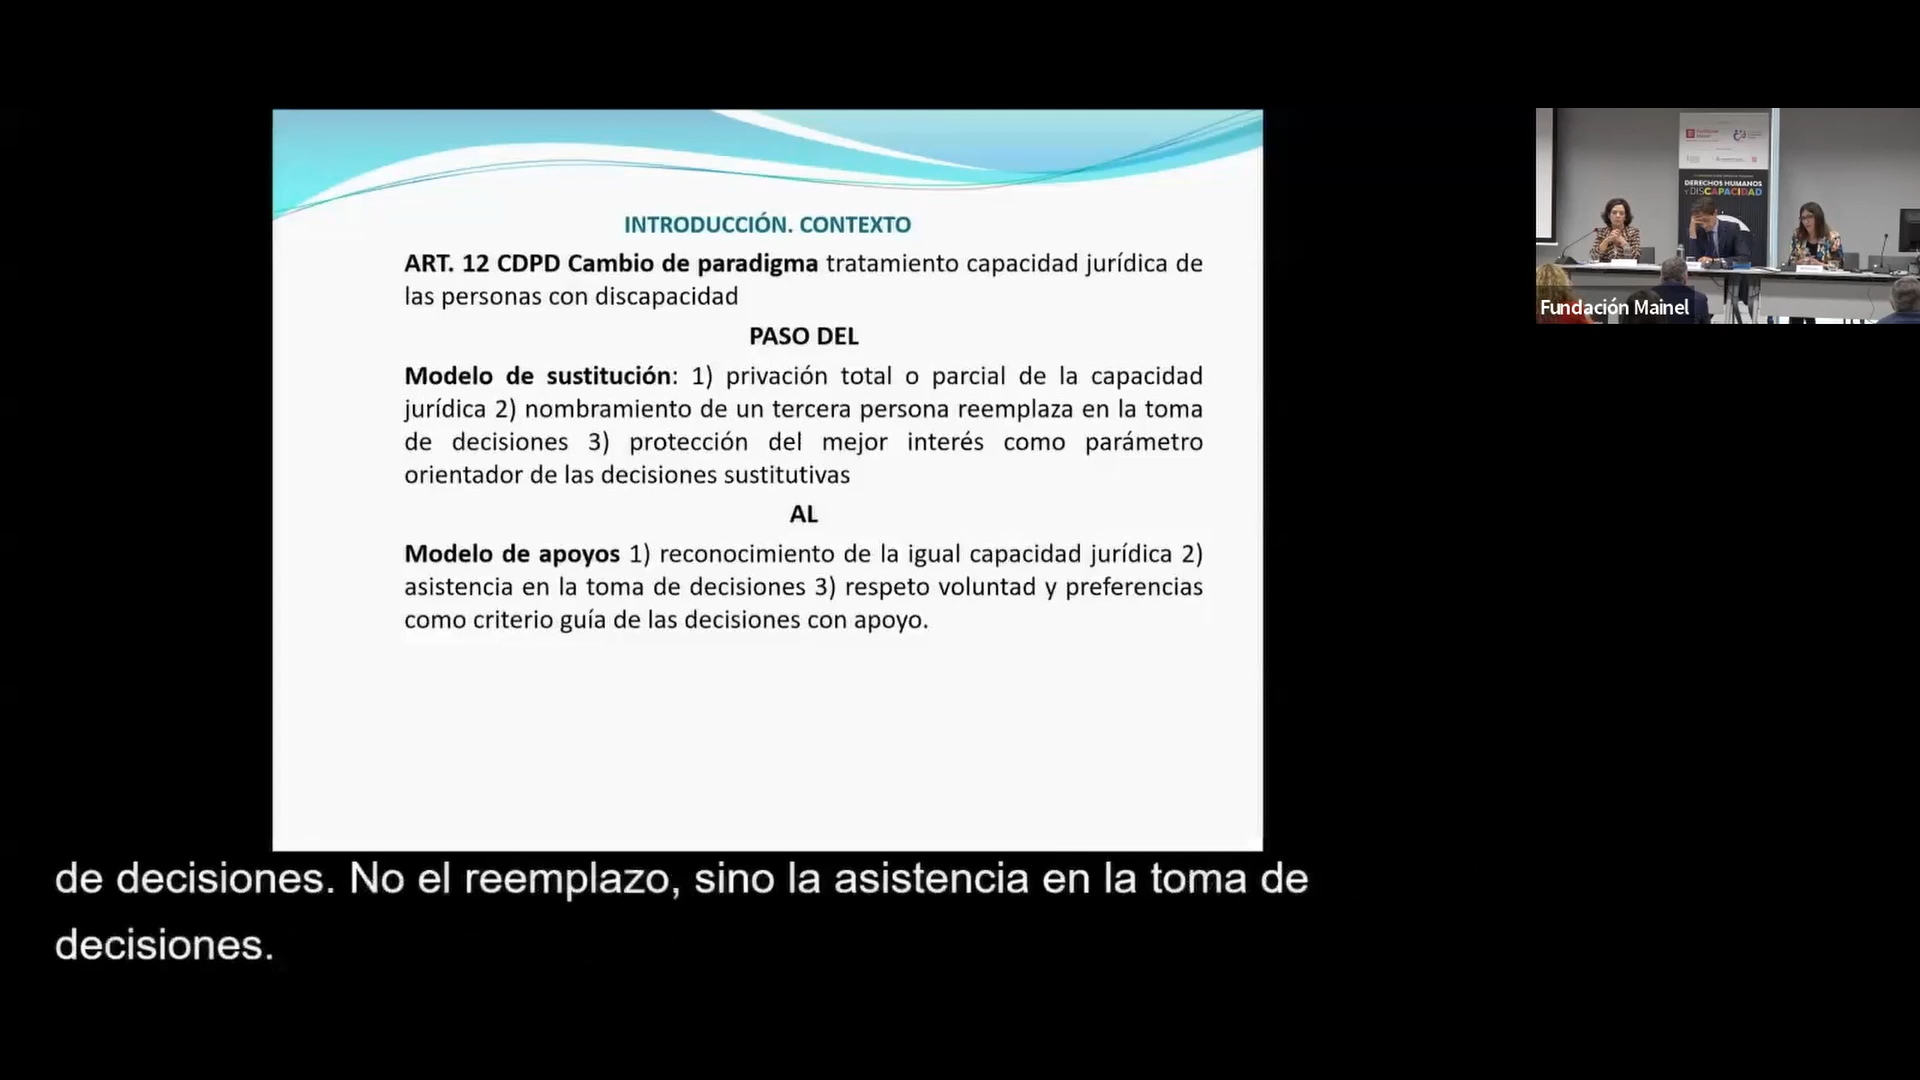 INTRODUCCIÓN. CONTEXTO
ART. 12 CDPD Cambio de paradigma tratamiento capacidad jurídica de
las personas con discapacidad
PASO DEL
Modelo de sustitución: 1) privación total o parcial de la capacidad
jurídica 2) nombramiento de un tercera persona reemplaza en la toma
de decisiones 3) protección del mejor interés como parámetro
orientador de las decisiones sustitutivas
AL
Modelo de apoyos 1) reconocimiento de la igual capacidad jurídica 2)
asistencia en la toma de decisiones 3) respeto voluntad y preferencias
como criterio guía de las decisiones con apoyo.
DERECHOS HUMANOS
Y DISCAPACIDAD
Fundación Mainel
de decisiones. No el reemplazo, sino la asistencia en la toma de
decisiones.